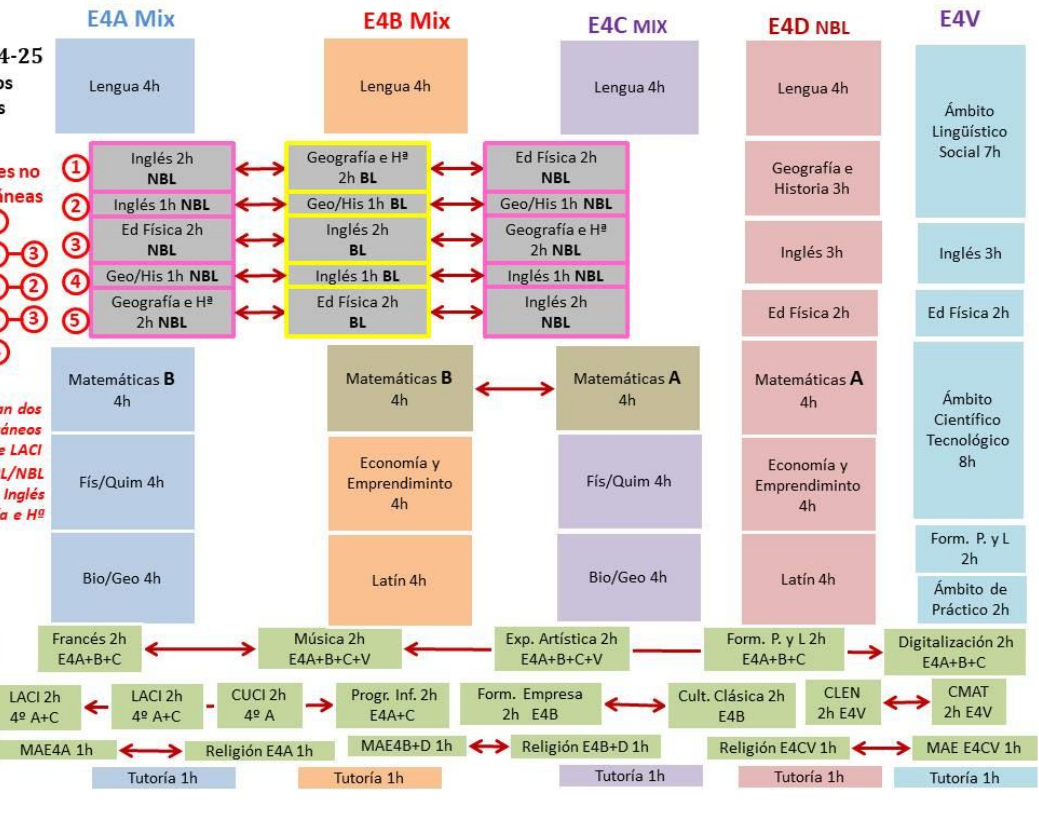 E4A Mix
E4B Mix
E4C MIX
E4D NBL
E4V
4-25
Lengua 4h
Lengua 4h
Lengua 4h
Lengua 4h
Ámbito
Lingüístico
Social 7h
es no
1
Inglés 2h
NBL
Geografía e Hª
2h BL
Ed Física 2h
NBL
Geografía e
Historia 3h
2
Inglés 1h NBL
Geo/His 1h BL
Geo/His 1h NBL
3
3
Ed Física 2h
NBL
Inglés 2h
BL
Geografía e Hª
2h NBL
Inglés 3h
Inglés 3h
2
4
Geo/His 1h NBL
Inglés 1h BL
Inglés 1h NBL
3
5
Geografía e Hª
2h NBL
Ed Física 2h
BL
Inglés 2h
NBL
Ed Física 2h
Ed Física 2h
Matemáticas B
4h
Matemáticas B
4h
Matemáticas A
4h
Matemáticas A
4h
Ámbito
Científico
Tecnológico
8h
an dos
áneos
e LACI
L/NBL
Inglés
ía e Hª
Fís/Quim 4h
Economía y
Emprendiminto
4h
Fís/Quim 4h
Economía y
Emprendiminto
4h
Form. P. y L
2h
Bio/Geo 4h
Latín 4h
Bio/Geo 4h
Latín 4h
Ámbito de
Práctico 2h
Francés 2h
E4A+B+C
Música 2h
E4A+B+C+V
Exp. Artística 2h
E4A+B+C+V
Form. P. y L 2h
E4A+B+C
Digitalización 2h
E4A+B+C
LACI 2h
4º A+C
LACI 2h
4º A+C
CUCI 2h
4º A
Progr. Inf. 2h
E4A+C
Form. Empresa
2h E4B
Cult. Clásica 2h
E4B
CLEN
2h E4V
CMAT
2h E4V
MAE4A 1h
Religión E4A 1h
MAE4B+D 1h
Religión E4B+D 1h
Religión E4CV 1h
MAE E4CV 1h
Tutoría 1h
Tutoría 1h
Tutoría 1h
Tutoría 1h
Tutoría 1h